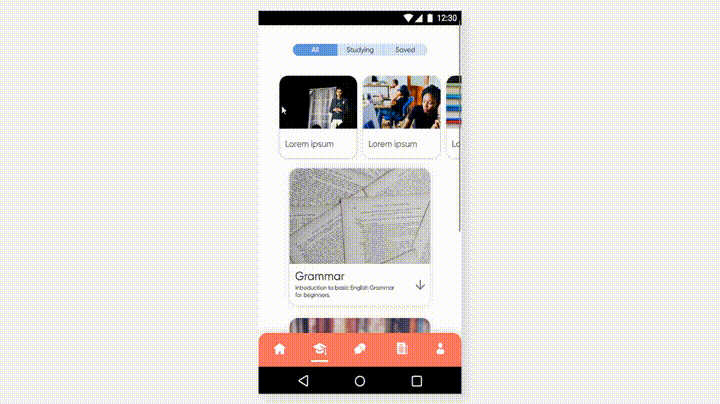 12:30
All Studying Saved
Lorem ipsum Lorem ipsum Lo
Grammar
Introduction to basic English Grammar
for beginners.